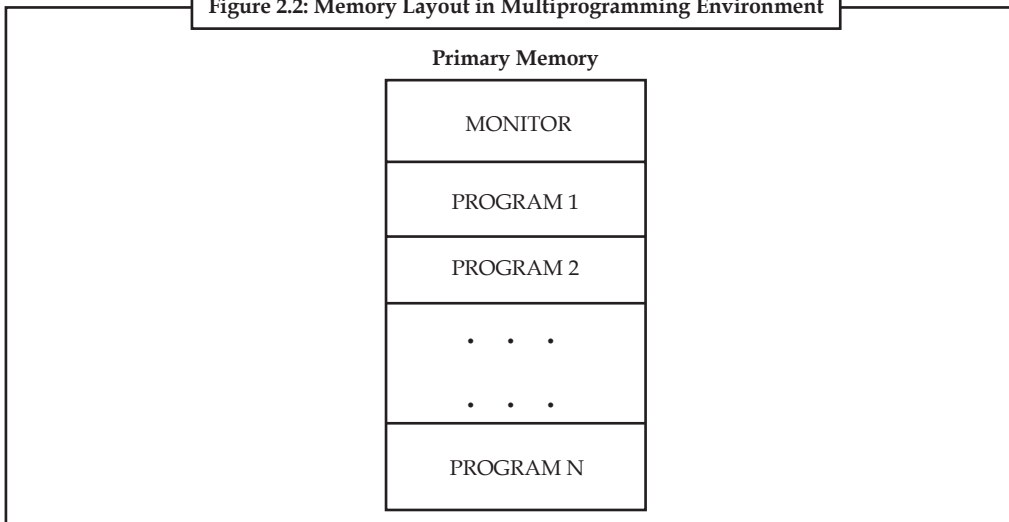 Figure 2.2: Memory Layout in Multiprogramming Environment
Primary Memory
MONITOR
PROGRAM 1
PROGRAM 2
. . .
. . .
PROGRAM N